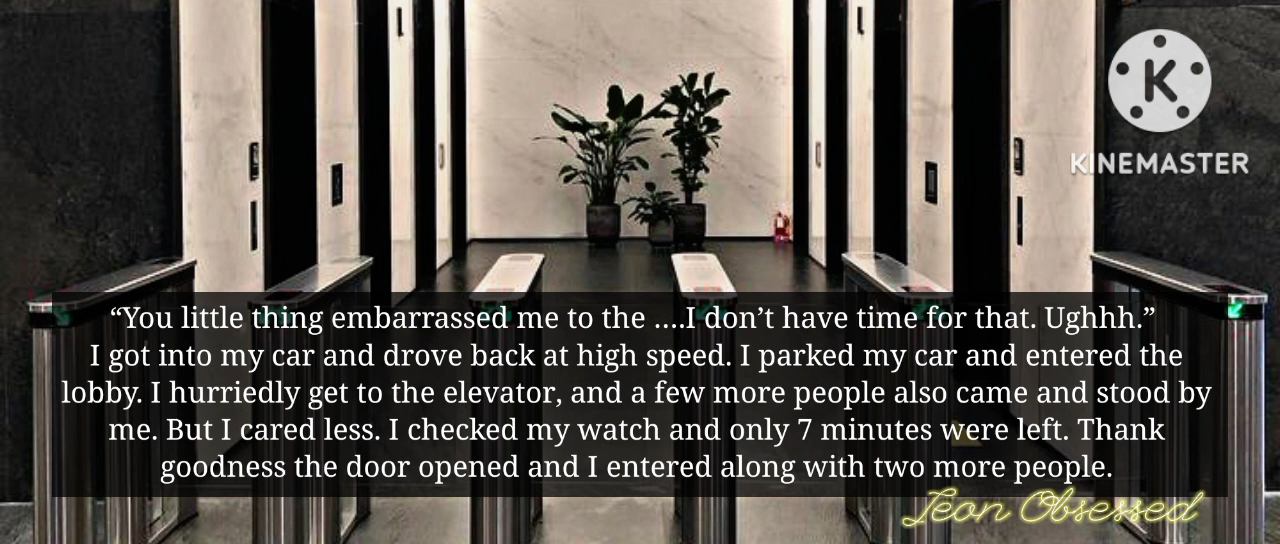 KINEMASTER
“You little thing embarrassed me to the ....I don’t have time for that. Ughhh.”
I got into my car and drove back at high speed. I parked my car and entered the
lobby. I hurriedly get to the elevator, and a few more people also came and stood by
me. But I cared less. I checked my watch and only 7 minutes were left. Thank
goodness the door opened and I entered along with two more people.
Leon Obsessed